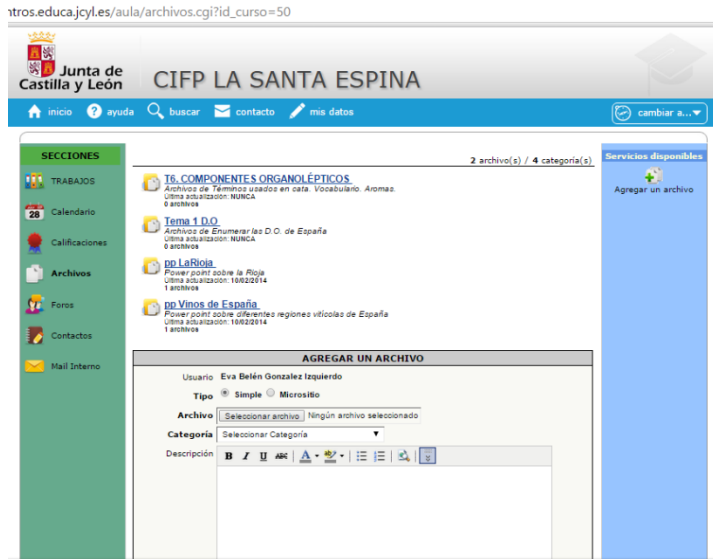 ntros.educa.jcyl.es/aula/archivos.cgi?id_curso=50
Junta de
Castilla y León
CIFP LA SANTA ESPINA
inicio ayuda buscar contacto mis datos cambiar a...
SECCIONES
TRABAJOS
28 Calendario
Calificaciones
Archivos
Foros
Contactos
Mail Interno
2 archivo(s) / 4 categoría(s)
T6. COMPONENTES ORGANOLÉPTICOS
Archivos de Términos usados en cata. Vocabulario. Aromas.
Última actualización: NUNCA
0 archivos
Tema 1 D.O
Archivos de Enumerar las D.O. de España
Última actualización: NUNCA
0 archivos
pp LaRioja
Power point sobre la Rioja
Última actualización: 10/02/2014
1 archivos
pp Vinos de España
Power point sobre diferentes regiones vitícolas de España
Última actualización: 10/02/2014
1 archivos
Servicios disponibles
Agregar un archivo
AGREGAR UN ARCHIVO
Usuario Eva Belén Gonzalez Izquierdo
Tipo Simple Micrositio
Archivo Seleccionar archivo Ningún archivo seleccionado
Categoría Seleccionar Categoría
Descripción B I U ABC A ab